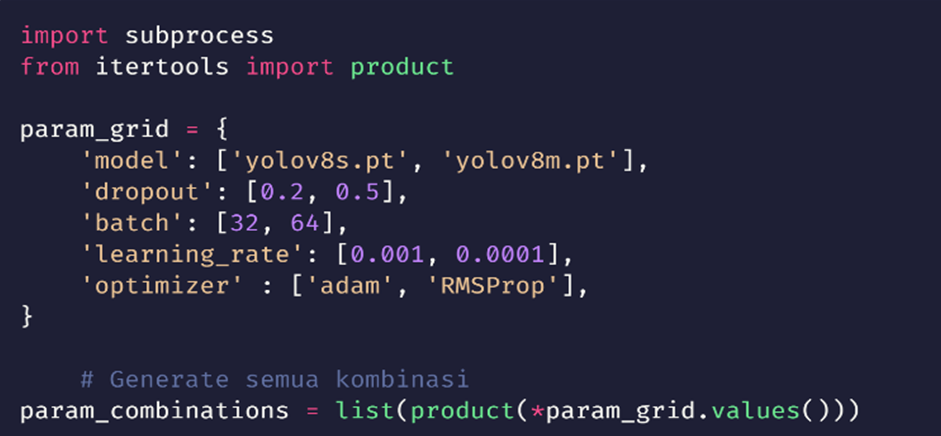 import subprocess
from itertools import product

param_grid = {
    'model': ['yolov8s.pt', 'yolov8m.pt'],
    'dropout': [0.2, 0.5],
    'batch': [32, 64],
    'learning_rate': [0.001, 0.0001],
    'optimizer' : ['adam', 'RMSProp'],
}

    # Generate semua kombinasi
param_combinations = list(product(*param_grid.values()))